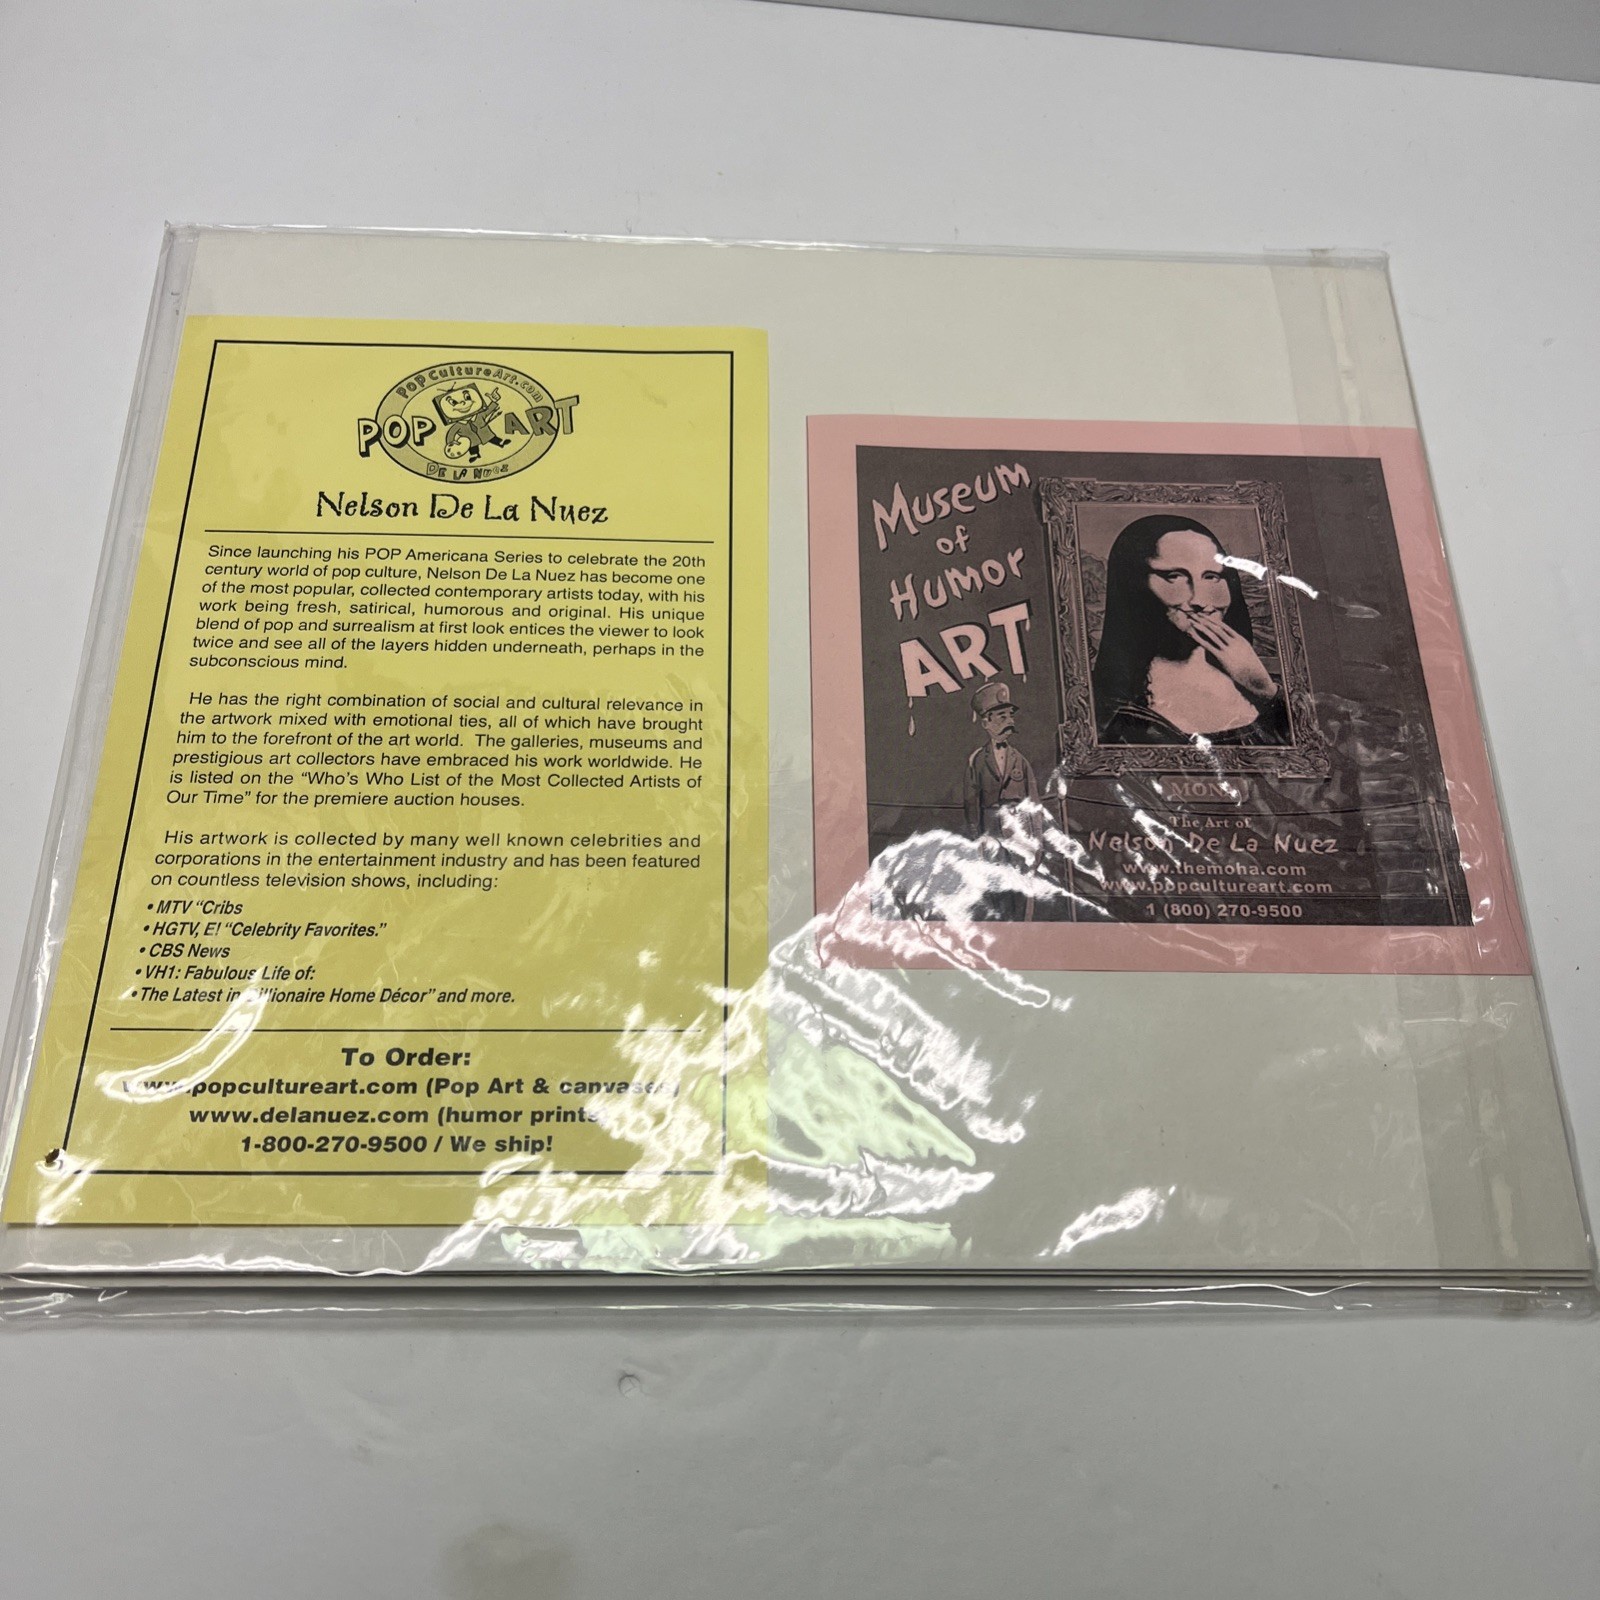 PopCultureArt.com
POP ART
DE LA NUEZ
Nelson De La Nuez
Since launching his POP Americana Series to celebrate the 20th
century world of pop culture, Nelson De La Nuez has become one
of the most popular, collected contemporary artists today, with his
work being fresh, satirical, humorous and original. His unique
blend of pop and surrealism at first look entices the viewer to look
twice and see all of the layers hidden underneath, perhaps in the
subconscious mind.
He has the right combination of social and cultural relevance in
the artwork mixed with emotional ties, all of which have brought
him to the forefront of the art world. The galleries, museums and
prestigious art collectors have embraced his work worldwide. He
is listed on the “Who’s Who List of the Most Collected Artists of
Our Time” for the premiere auction houses.
His artwork is collected by many well known celebrities and
corporations in the entertainment industry and has been featured
on countless television shows, including:
• MTV “Cribs
• HGTV, E! “Celebrity Favorites.”
• CBS News
• VH1: Fabulous Life of:
• The Latest in Billionaire Home Décor” and more.
To Order:
www.popcultureart.com (Pop Art & canvases)
www.delanuez.com (humor prints)
1-800-270-9500 / We ship!
Museum
of
Humor
ART
The Art of
Nelson De La Nuez
www.themoha.com
www.popcultureart.com
1 (800) 270-9500